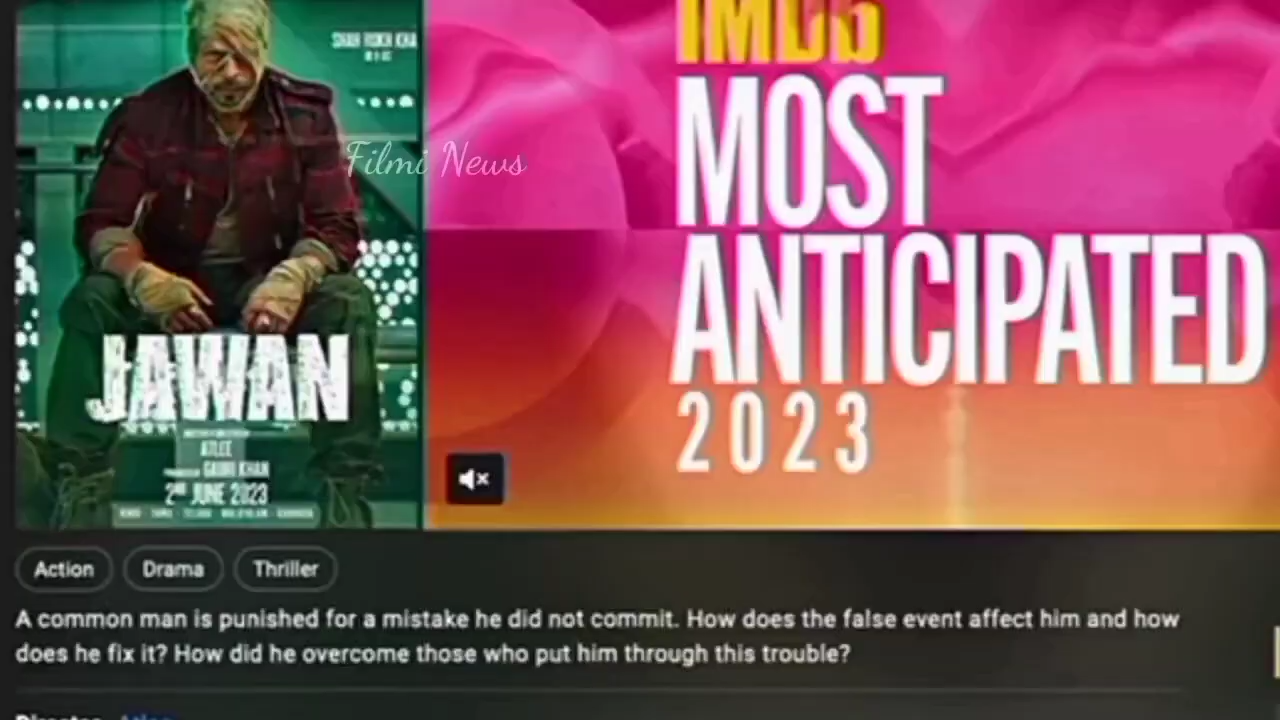 SHAH RUKH KHA
Filmi News
IMDb
MOST
ANTICIPATED
2023
JAWAN
ATLEE
GAURI KHAN
2ND JUNE 2023
Action
Drama
Thriller
A common man is punished for a mistake he did not commit. How does the false event affect him and how
does he fix it? How did he overcome those who put him through this trouble?